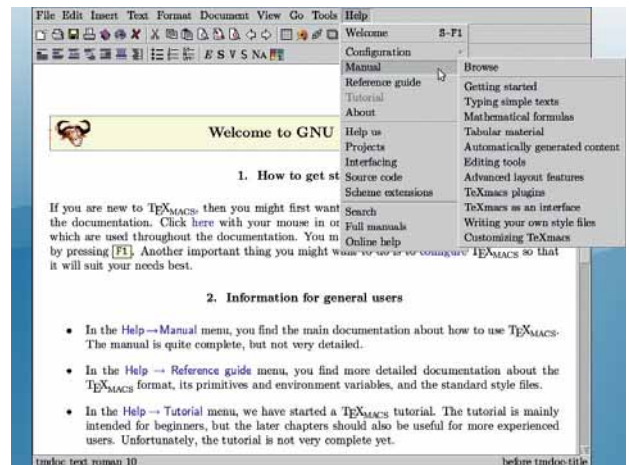 File Edit Insert Text Format Document View Go Tools Help
E S V S NA
Welcome S-F1
Configuration
Manual
Reference guide
Tutorial
About
Help us
Projects
Interfacing
Source code
Scheme extensions
Search
Full manuals
Online help
Browse
Getting started
Typing simple texts
Mathematical formulas
Tabular material
Automatically generated content
Editing tools
Advanced layout features
TeXmacs plugins
TeXmacs as an interface
Writing your own style files
Customizing TeXmacs
Welcome to GNU
1. How to get st
If you are new to TEXMACS, then you might first want
the documentation. Click here with your mouse in or
which are used throughout the documentation. You m
by pressing F1. Another important thing you might want to do is to configure TEXMACS so that
it will suit your needs best.
2. Information for general users
• In the Help→Manual menu, you find the main documentation about how to use TEXMACS.
The manual is quite complete, but not very detailed.
• In the Help → Reference guide menu, you find more detailed documentation about the
TEXMACS format, its primitives and environment variables, and the standard style files.
• In the Help → Tutorial menu, we have started a TEXMACS tutorial. The tutorial is mainly
intended for beginners, but the later chapters should also be useful for more experienced
users. Unfortunately, the tutorial is not very complete yet.
tmdoc text roman 10 before tmdoc-title